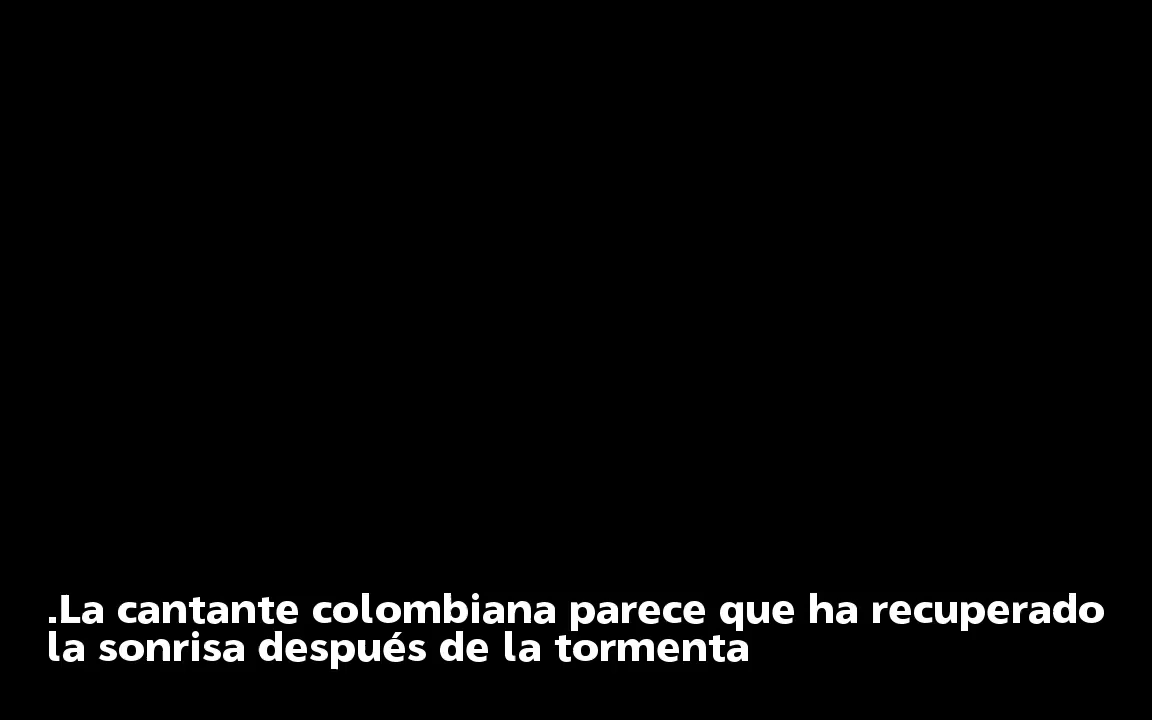 .La cantante colombiana parece que ha recuperado
la sonrisa después de la tormenta